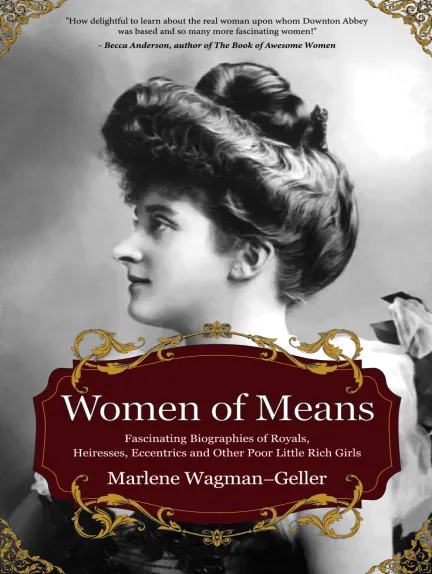 "How delightful to learn about the real woman upon whom Downton Abbey
was based and so many more fascinating women!"
- Becca Anderson, author of The Book of Awesome Women
Women of Means
Fascinating Biographies of Royals,
Heiresses, Eccentrics and Other Poor Little Rich Girls
Marlene Wagman–Geller